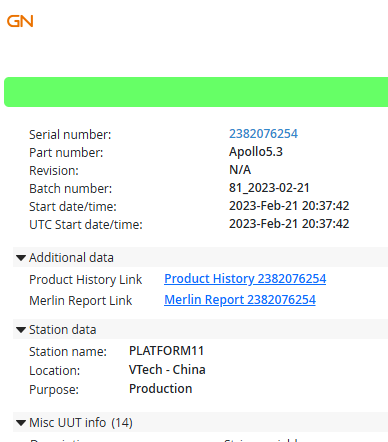 GN
Serial number: 2382076254
Part number: Apollo5.3
Revision: N/A
Batch number: 81_2023-02-21
Start date/time: 2023-Feb-21 20:37:42
UTC Start date/time: 2023-Feb-21 20:37:42
Additional data
Product History Link Product History 2382076254
Merlin Report Link Merlin Report 2382076254
Station data
Station name: PLATFORM11
Location: VTech - China
Purpose: Production
Misc UUT info (14)